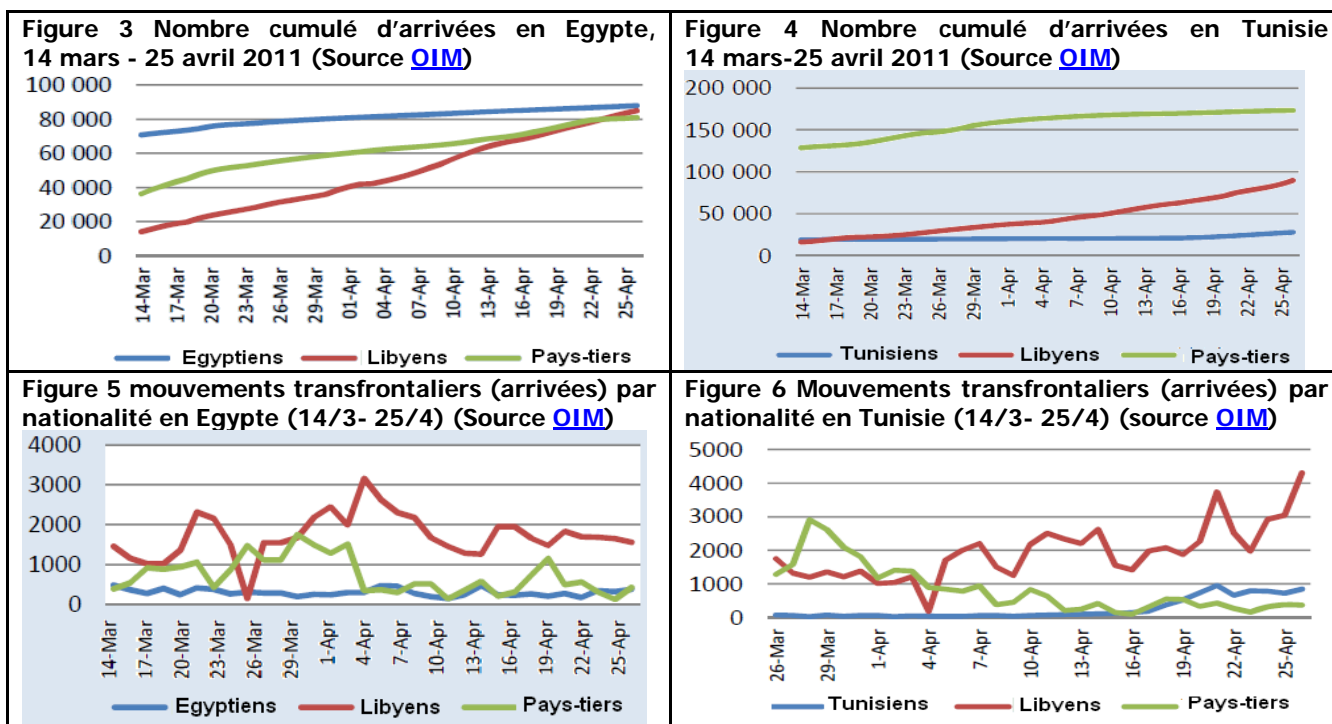 Figure 3 Nombre cumulé d'arrivées en Egypte,
14 mars - 25 avril 2011 (Source OIM)
100 000
80 000
60 000
40 000
20 000
0
14-Mar
17-Mar
20-Mar
23-Mar
26-Mar
29-Mar
01-Apr
04-Apr
07-Apr
10-Apr
13-Apr
16-Apr
19-Apr
22-Apr
25-Apr
Egyptiens Libyens Pays-tiers
Figure 4 Nombre cumulé d'arrivées en Tunisie
14 mars-25 avril 2011 (Source OIM)
200 000
150 000
100 000
50 000
0
14-Mar
17-Mar
20-Mar
23-Mar
26-Mar
29-Mar
1-Apr
4-Apr
7-Apr
10-Apr
13-Apr
16-Apr
19-Apr
22-Apr
25-Apr
Tunisiens Libyens Pays-tiers
Figure 5 mouvements transfrontaliers (arrivées) par
nationalité en Egypte (14/3- 25/4) (Source OIM)
4000
3000
2000
1000
0
14-Mar
17-Mar
20-Mar
23-Mar
26-Mar
29-Mar
1-Apr
4-Apr
7-Apr
10-Apr
13-Apr
16-Apr
19-Apr
22-Apr
25-Apr
Egyptiens Libyens Pays-tiers
Figure 6 Mouvements transfrontaliers (arrivées) par
nationalité en Tunisie (14/3- 25/4) (source OIM)
5000
4000
3000
2000
1000
0
26-Mar
29-Mar
1-Apr
4-Apr
7-Apr
10-Apr
13-Apr
16-Apr
19-Apr
22-Apr
25-Apr
Tunisiens Libyens Pays-tiers